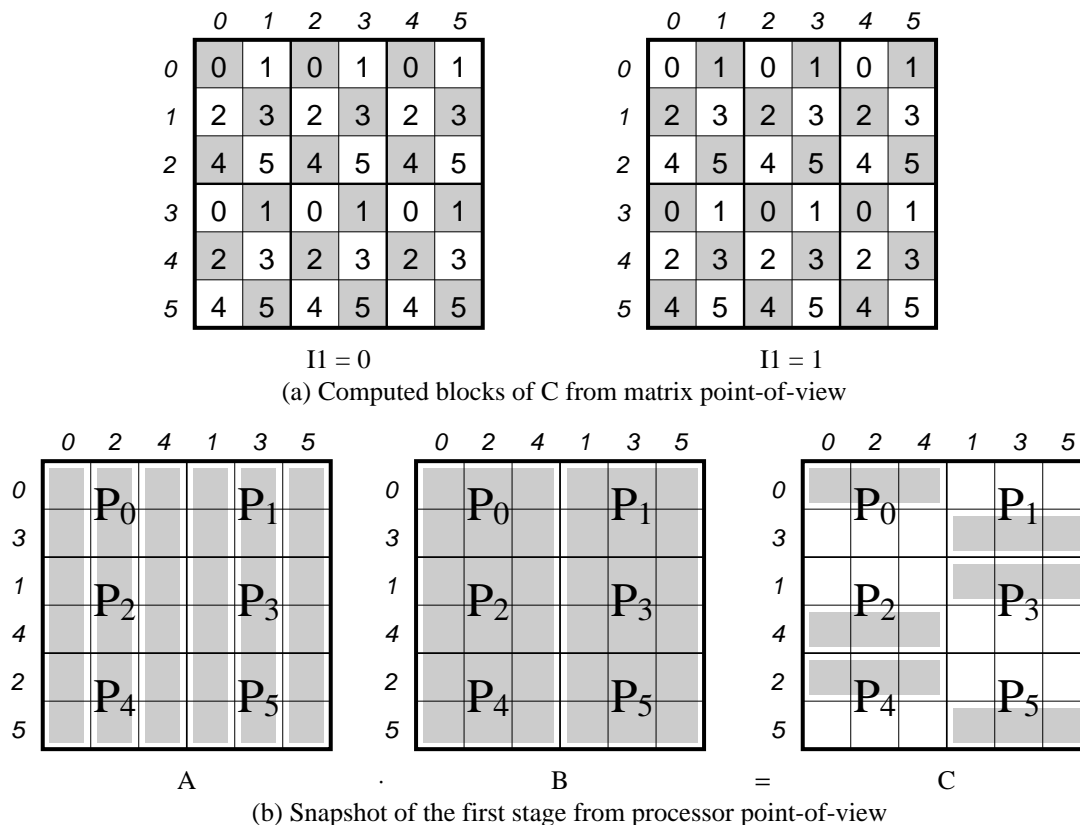 0 1 2 3 4 5 0 1 2 3 4 5
0 0 1 0 1 0 1 0 0 1 0 1 0 1
1 2 3 2 3 2 3 1 2 3 2 3 2 3
2 4 5 4 5 4 5 2 4 5 4 5 4 5
3 0 1 0 1 0 1 3 0 1 0 1 0 1
4 2 3 2 3 2 3 4 2 3 2 3 2 3
5 4 5 4 5 4 5 5 4 5 4 5 4 5
I1 = 0 I1 = 1
(a) Computed blocks of C from matrix point-of-view
0 2 4 1 3 5 0 2 4 1 3 5 0 2 4 1 3 5
0 P0 P1 0 P0 P1 0 P0 P1
3 3 3
1 P2 P3 1 P2 P3 1 P2 P3
4 4 4
2 P4 P5 2 P4 P5 2 P4 P5
5 5 5
A · B = C
(b) Snapshot of the first stage from processor point-of-view